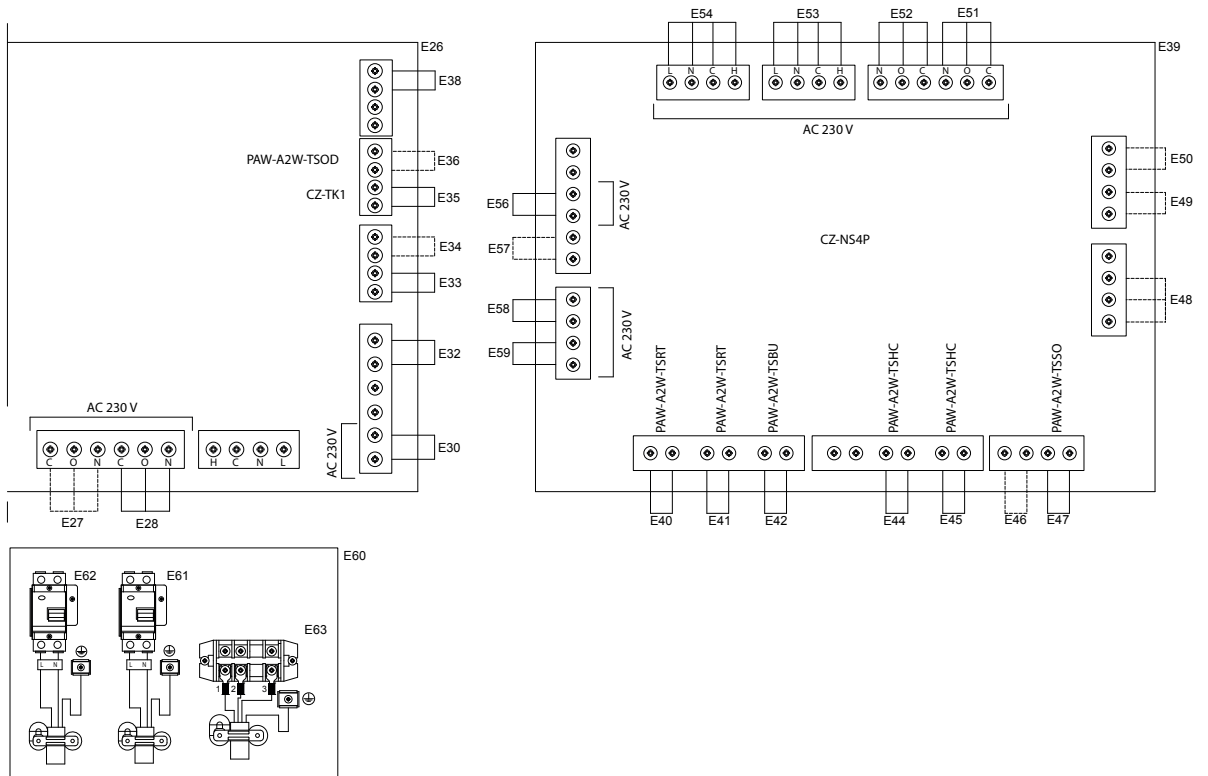 E54 E53 E52 E51
E26
E39
L N C H
L N C H
N O C N O C
AC 230 V
E38
PAW-A2W-TSOD
E36
CZ-TK1
E35
E34
E33
E32
AC 230 V
E30
AC 230 V
C O N C O N
H C N L
E27 E28
E56
AC 230 V
E57
E58
E59
AC 230 V
CZ-NS4P
E50
E49
E48
PAW-A2W-TSRT
PAW-A2W-TSRT
PAW-A2W-TSBU
PAW-A2W-TSHC
PAW-A2W-TSHC
PAW-A2W-TSSO
E40 E41 E42 E44 E45 E46 E47
E60
E62 E61
E63
L N
L N
1 2 3